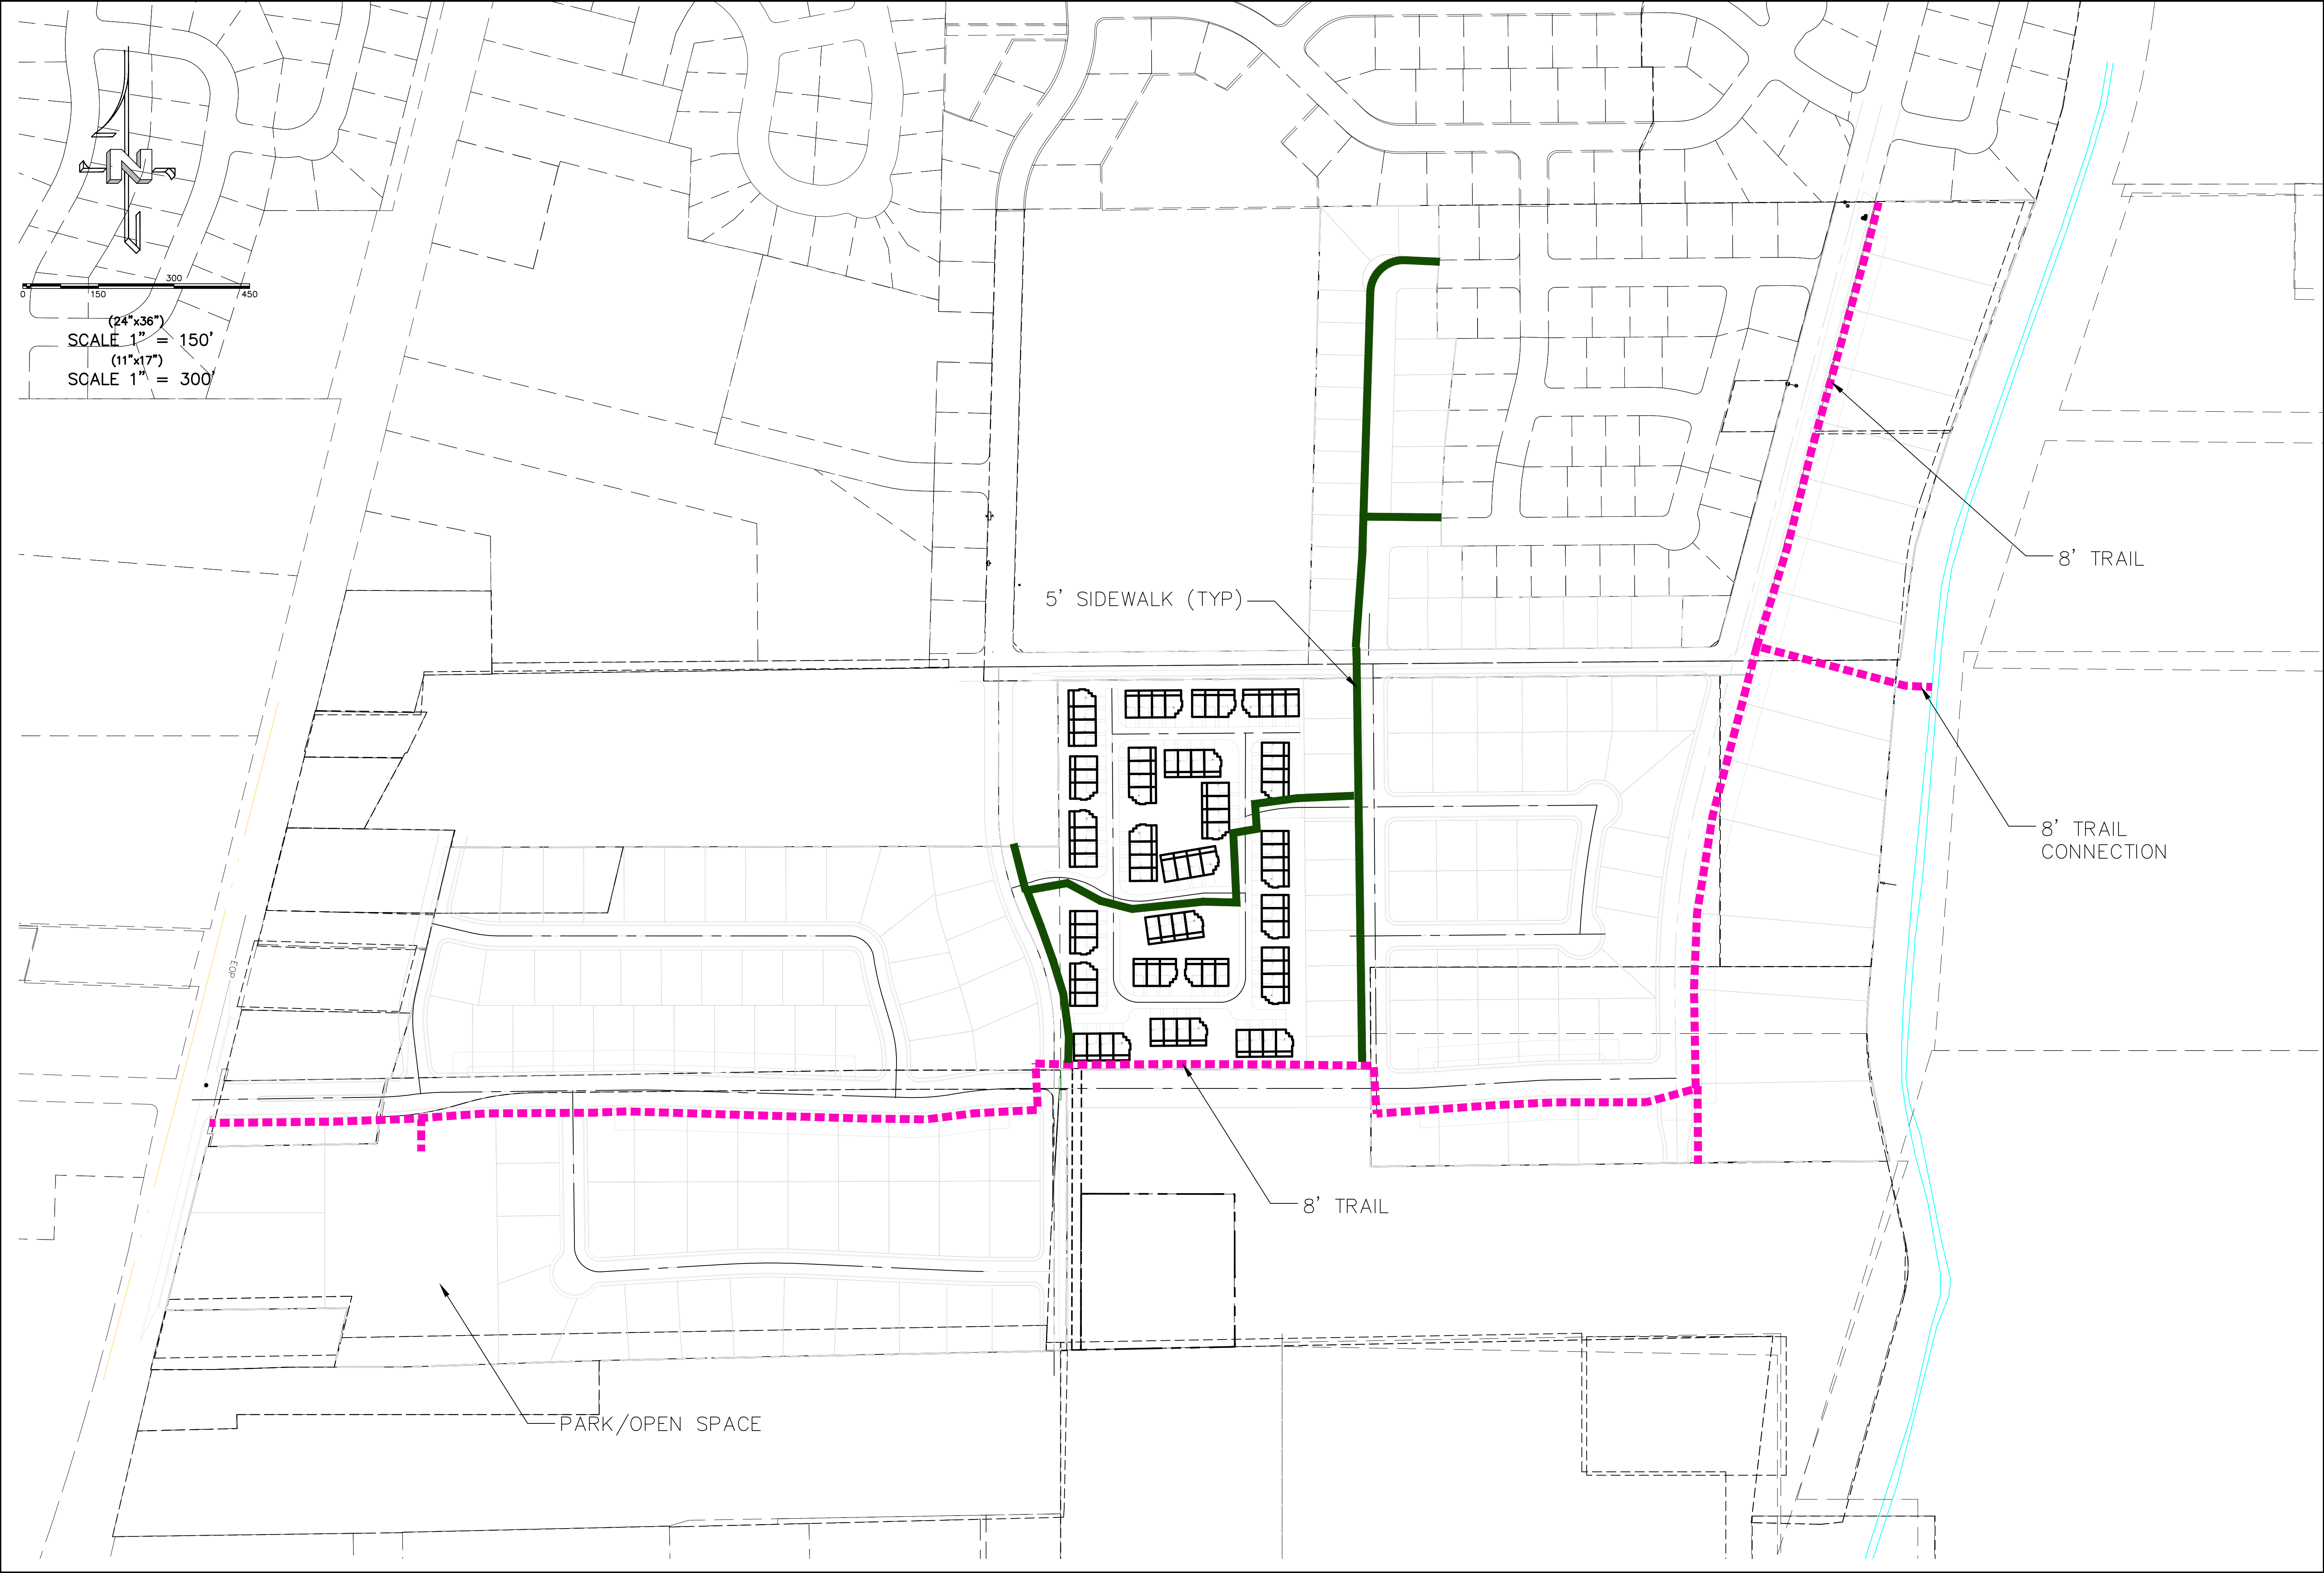 N
300
0 150 450
(24"x36")
SCALE 1" = 150'
(11"x17")
SCALE 1" = 300'
8' TRAIL
5' SIDEWALK (TYP)
8' TRAIL
CONNECTION
EOP
8' TRAIL
PARK/OPEN SPACE